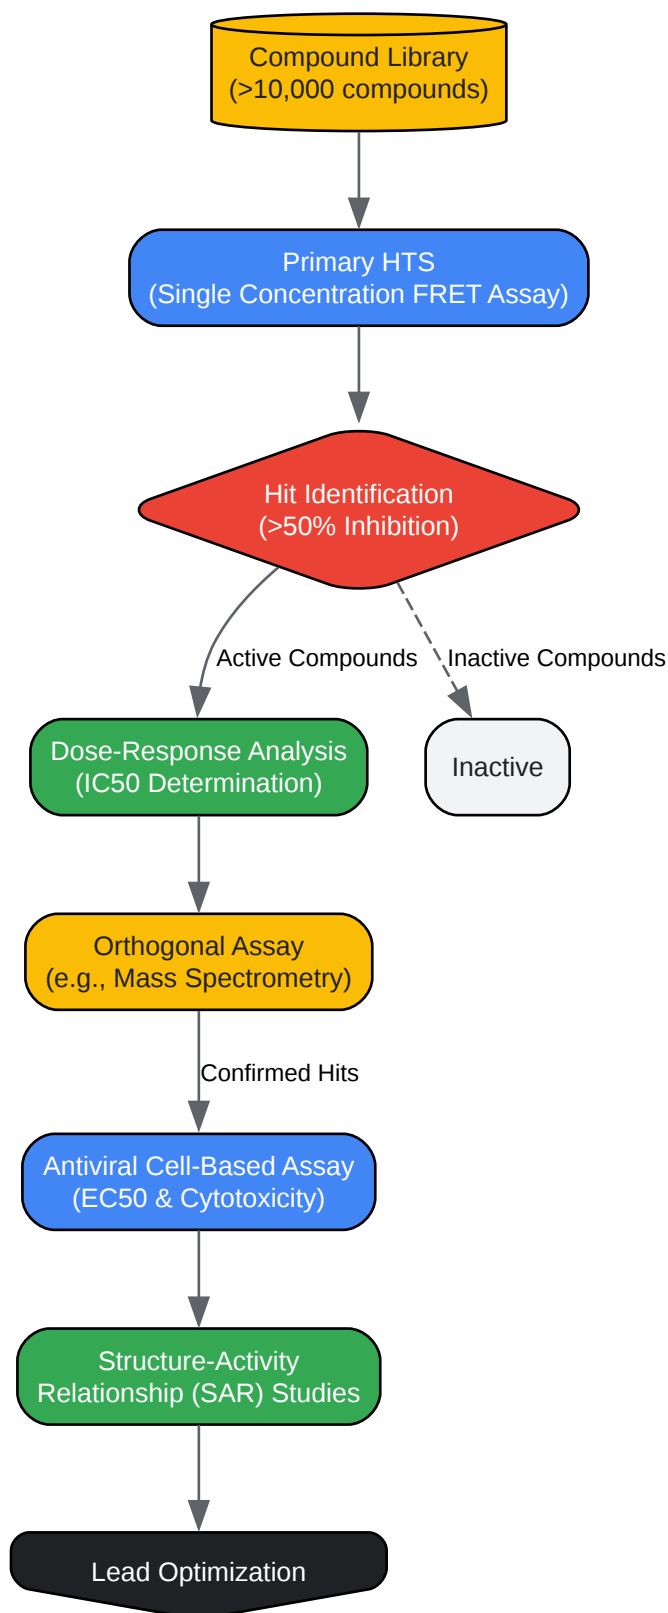 Compound Library
(>10,000 compounds)
Primary HTS
(Single Concentration FRET Assay)
Hit Identification
(>50% Inhibition)
Active Compounds
Inactive Compounds
Dose-Response Analysis
(IC50 Determination)
Inactive
Orthogonal Assay
(e.g., Mass Spectrometry)
Confirmed Hits
Antiviral Cell-Based Assay
(EC50 & Cytotoxicity)
Structure-Activity
Relationship (SAR) Studies
Lead Optimization